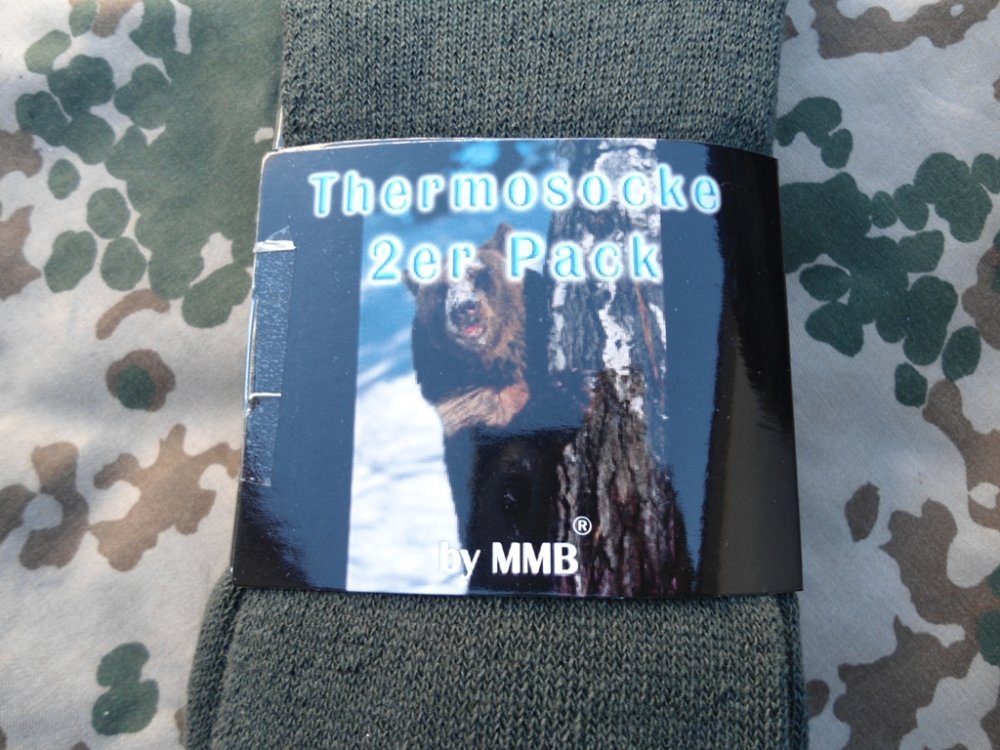 Thermosocke
2er Pack
by MMB®